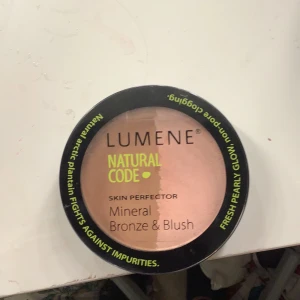 LUMENE®
NATURAL
CODE
SKIN PERFECTOR
Mineral
Bronze & Blush
Natural arctic plantain FIGHTS AGAINST IMPURITIES.
FRESH PEARLY GLOW, non-pore clogging.